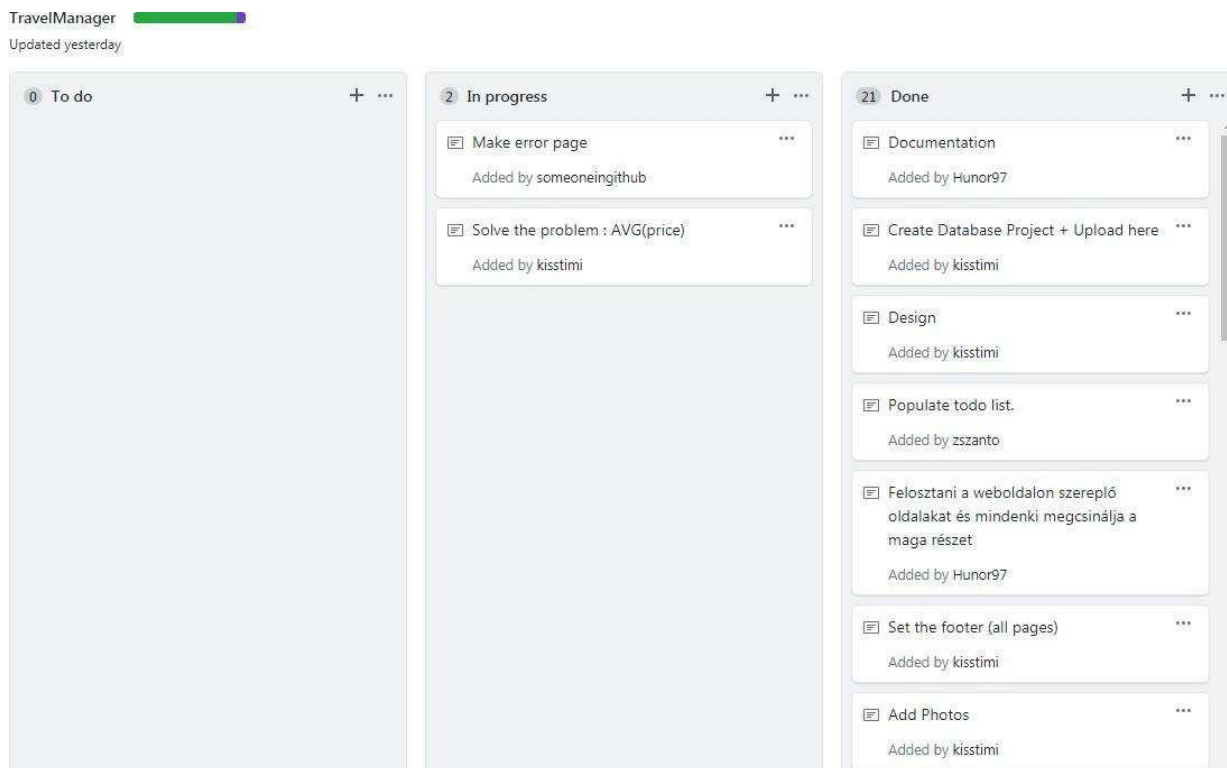 TravelManager
Updated yesterday
0 To do
2 In progress
Make error page
Added by someoneingithub
Solve the problem : AVG(price)
Added by kisstimi
21 Done
Documentation
Added by Hunor97
Create Database Project + Upload here
Added by kisstimi
Design
Added by kisstimi
Populate todo list.
Added by zszanto
Felosztani a weboldalon szereplő
oldalakat és mindenki megcsinálja a
maga részet
Added by Hunor97
Set the footer (all pages)
Added by kisstimi
Add Photos
Added by kisstimi